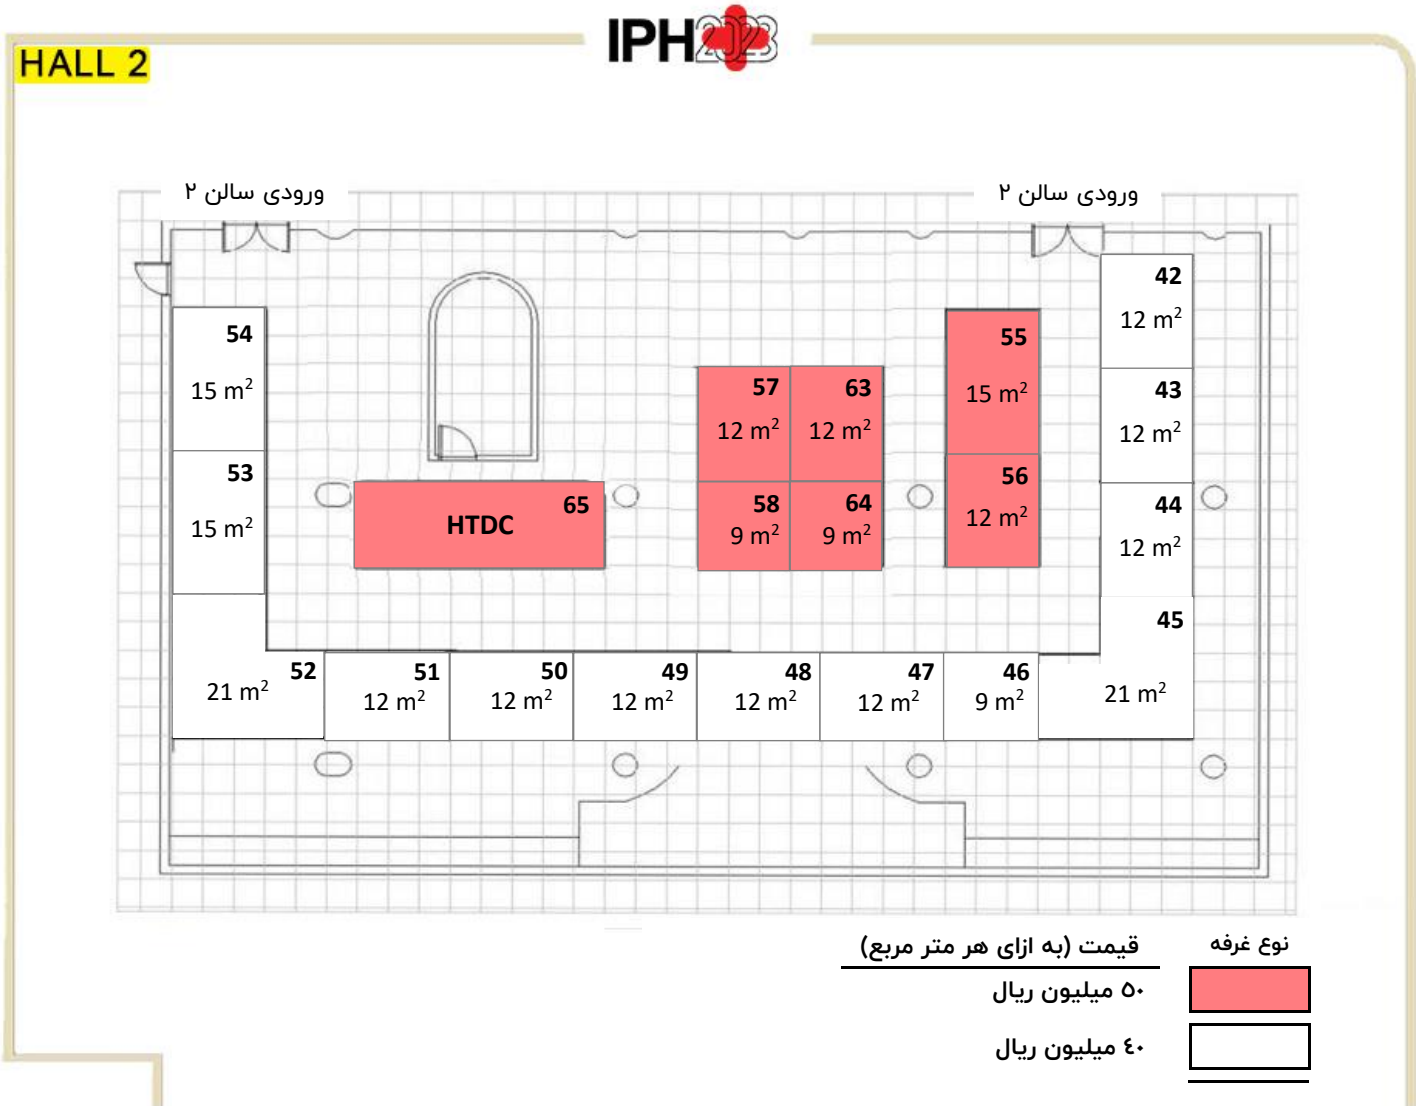 IPH2023
HALL 2
ورودی سالن ۲
ورودی سالن ۲
42
12 m²
54
15 m²
55
15 m²
57
12 m²
63
12 m²
43
12 m²
53
15 m²
56
12 m²
65
HTDC
58
9 m²
64
9 m²
44
12 m²
45
21 m²
52
21 m²
51
12 m²
50
12 m²
49
12 m²
48
12 m²
47
12 m²
46
9 m²
نوع غرفه
قیمت (به ازای هر متر مربع)
۵۰ میلیون ریال
٤۰ میلیون ریال